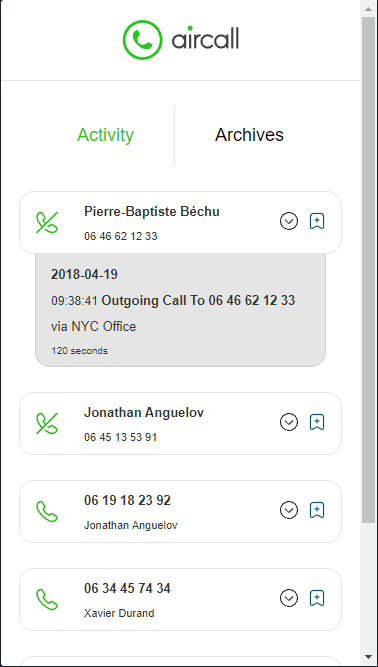 aircall
Activity Archives
Pierre-Baptiste Béchu
06 46 62 12 33
2018-04-19
09:38:41 Outgoing Call To 06 46 62 12 33
via NYC Office
120 seconds
Jonathan Anguelov
06 45 13 53 91
06 19 18 23 92
Jonathan Anguelov
06 34 45 74 34
Xavier Durand